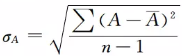 σ_A = √(∑(A − A̅)² / (n − 1))